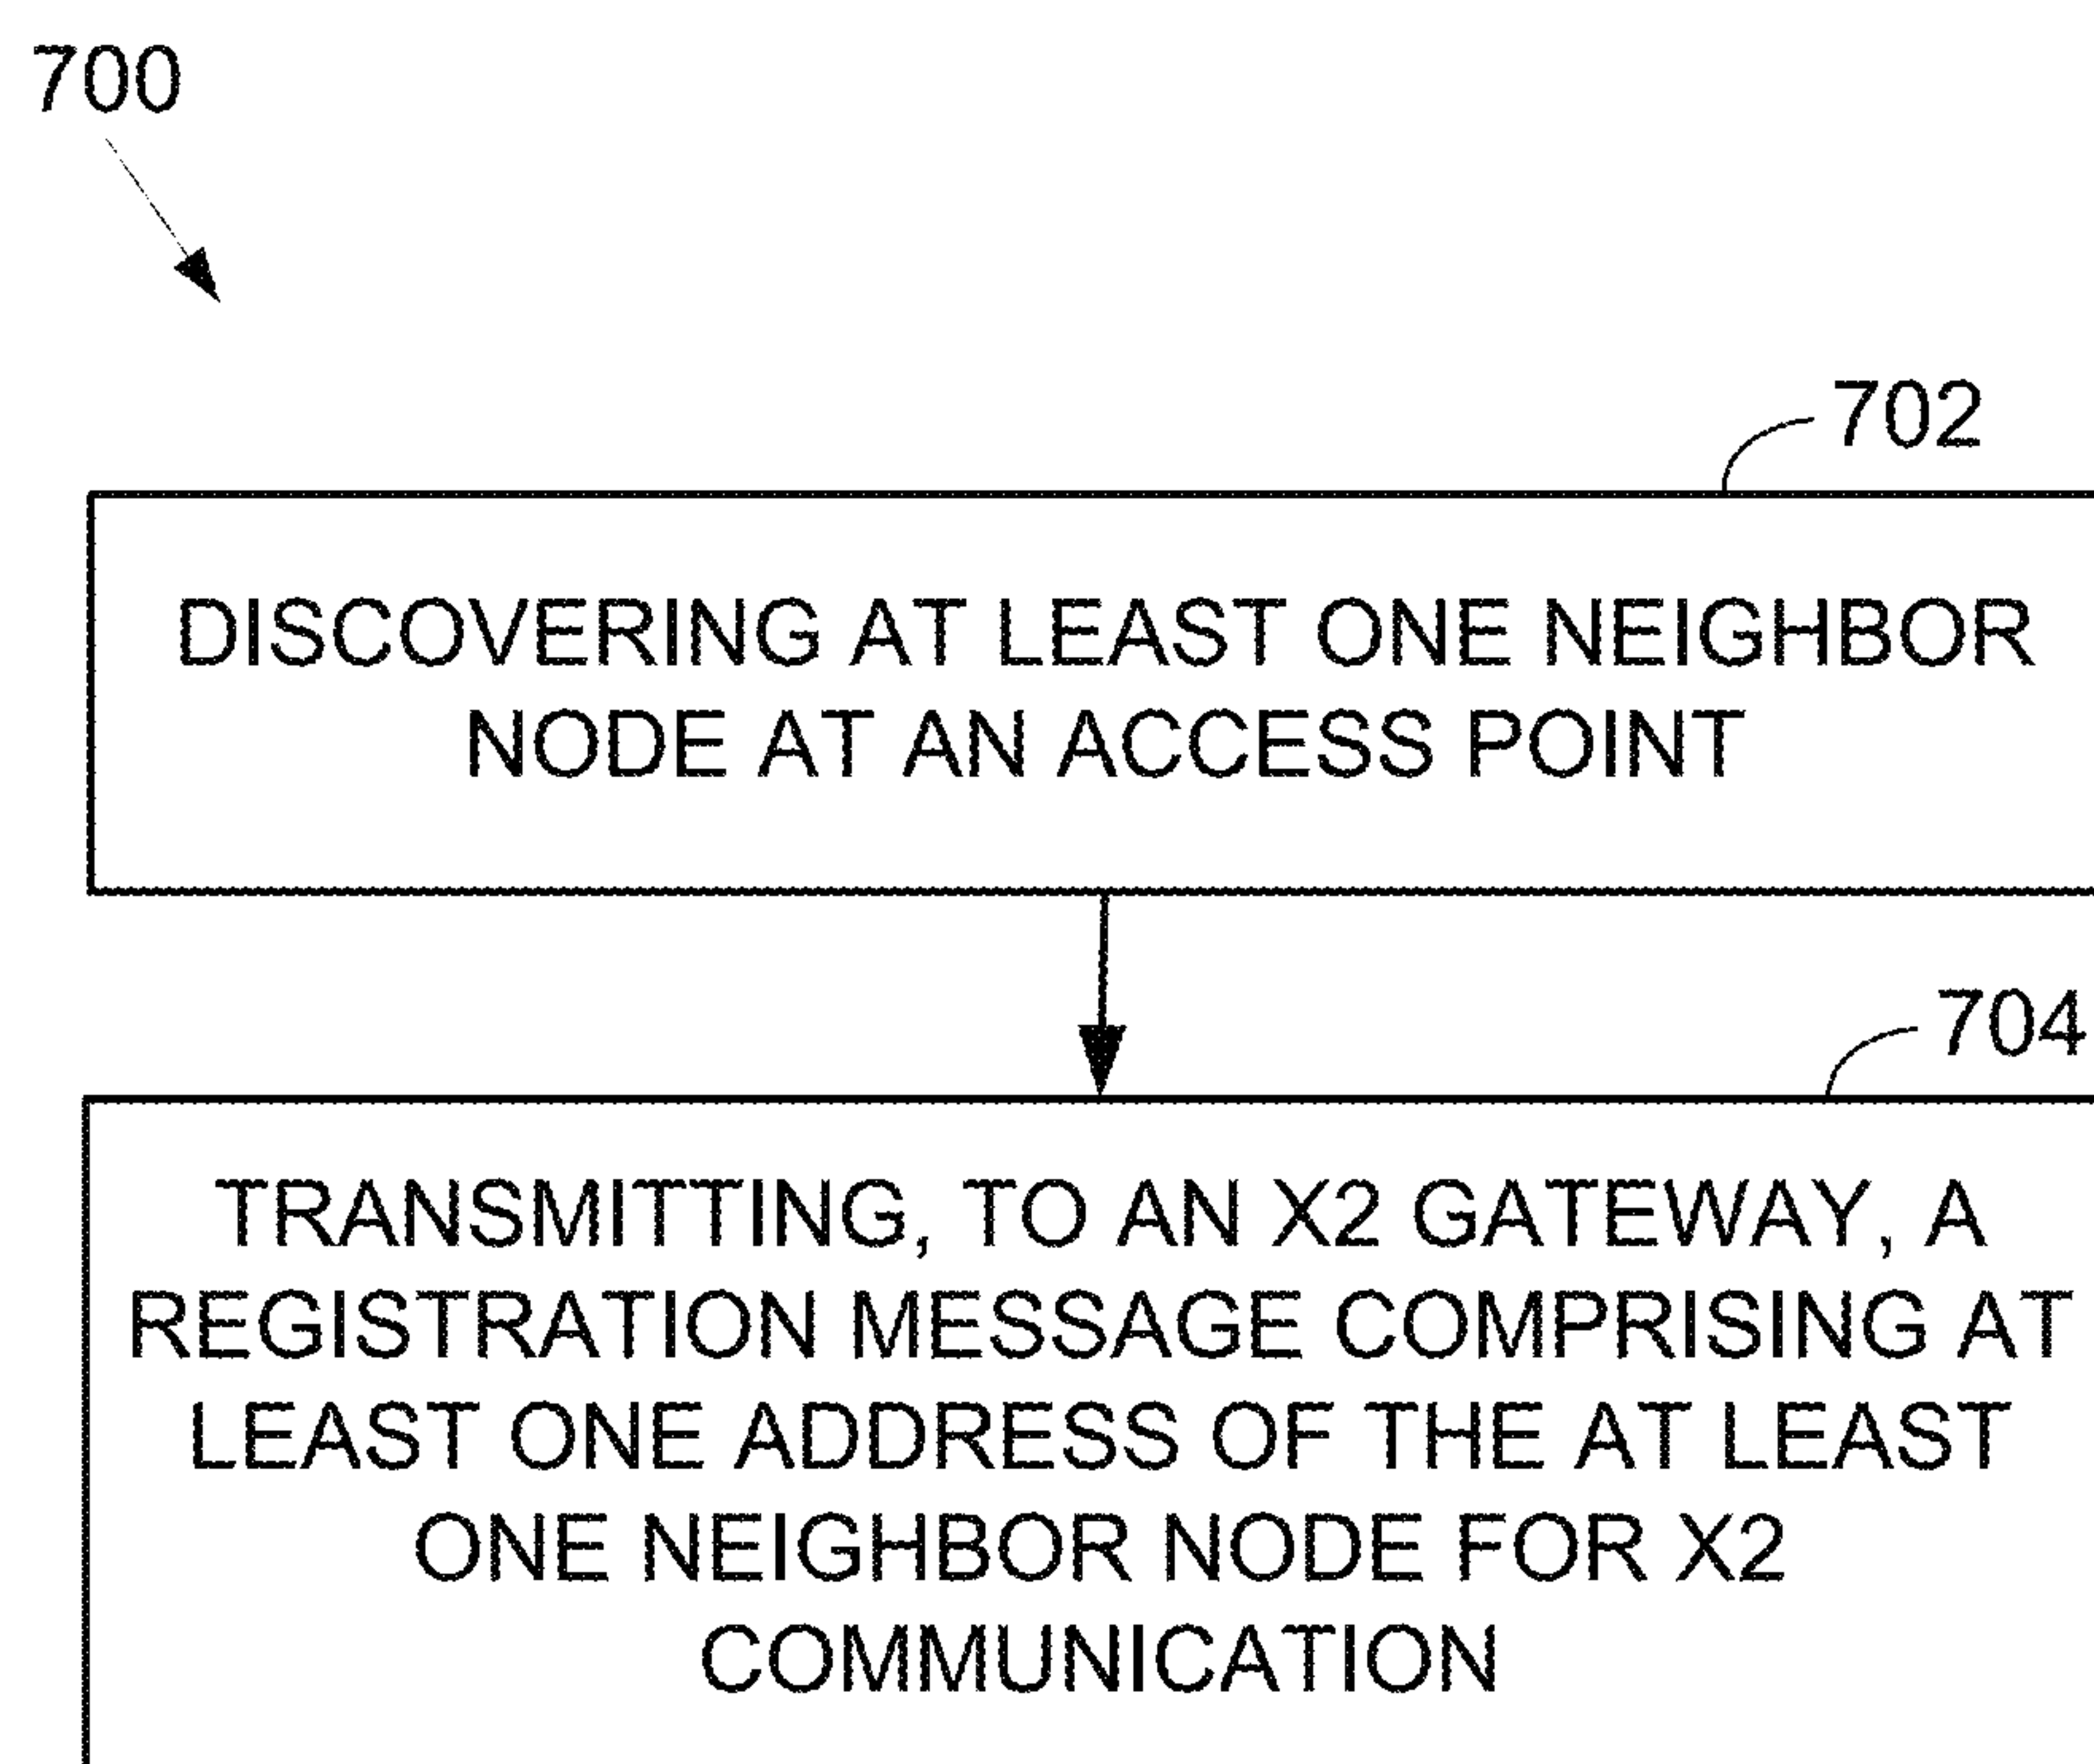 700
702
DISCOVERING AT LEAST ONE NEIGHBOR
NODE AT AN ACCESS POINT
704
TRANSMITTING, TO AN X2 GATEWAY, A
REGISTRATION MESSAGE COMPRISING AT
LEAST ONE ADDRESS OF THE AT LEAST
ONE NEIGHBOR NODE FOR X2
COMMUNICATION